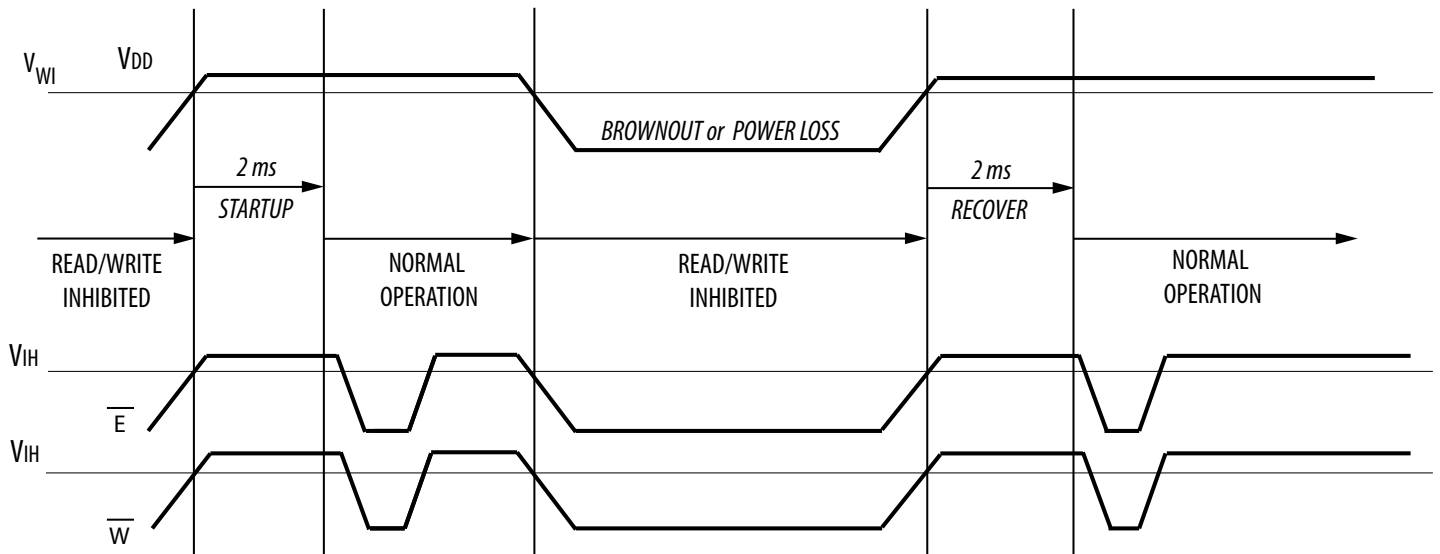 VWI VDD
BROWNOUT or POWER LOSS
2 ms
STARTUP
2 ms
RECOVER
READ/WRITE
INHIBITED
NORMAL
OPERATION
READ/WRITE
INHIBITED
NORMAL
OPERATION
VIH
E
VIH
W